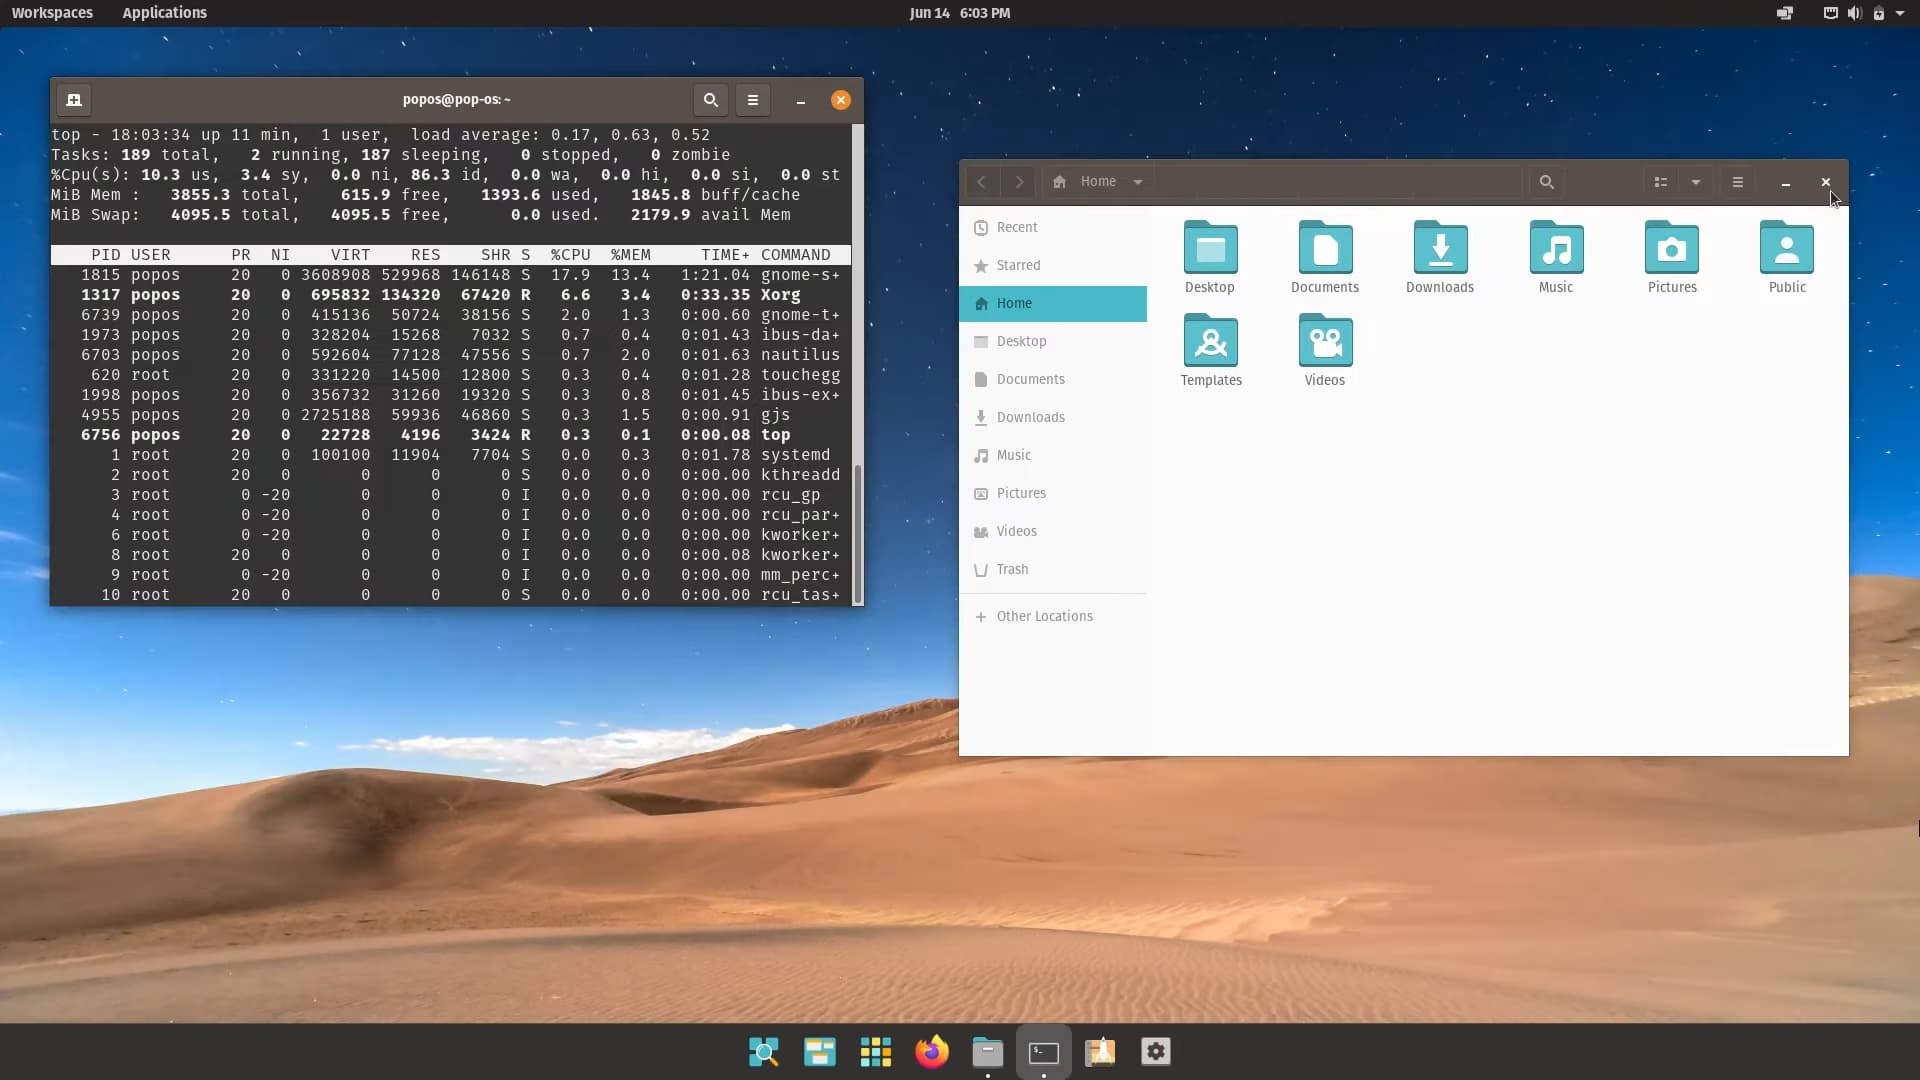 Workspaces Applications Jun 14 6:03 PM
popos@pop-os: ~
top - 18:03:34 up 11 min, 1 user, load average: 0.17, 0.63, 0.52
Tasks: 189 total, 2 running, 187 sleeping, 0 stopped, 0 zombie
%Cpu(s): 10.3 us, 3.4 sy, 0.0 ni, 86.3 id, 0.0 wa, 0.0 hi, 0.0 si, 0.0 st
MiB Mem : 3855.3 total, 615.9 free, 1393.6 used, 1845.8 buff/cache
MiB Swap: 4095.5 total, 4095.5 free, 0.0 used. 2179.9 avail Mem
PID USER PR NI VIRT RES SHR S %CPU %MEM TIME+ COMMAND
1815 popos 20 0 3608908 529968 146148 S 17.9 13.4 1:21.04 gnome-s+
1317 popos 20 0 695832 134320 67420 R 6.6 3.4 0:33.35 Xorg
6739 popos 20 0 415136 50724 38156 S 2.0 1.3 0:00.60 gnome-t+
1973 popos 20 0 328204 15268 7032 S 0.7 0.4 0:01.43 ibus-da+
6703 popos 20 0 592604 77128 47556 S 0.7 2.0 0:01.63 nautilus
620 root 20 0 331220 14500 12800 S 0.3 0.4 0:01.28 touchegg
1998 popos 20 0 356732 31260 19320 S 0.3 0.8 0:01.45 ibus-ex+
4955 popos 20 0 2725188 59936 46860 S 0.3 1.5 0:00.91 gjs
6756 popos 20 0 22728 4196 3424 R 0.3 0.1 0:00.08 top
1 root 20 0 100100 11904 7704 S 0.0 0.3 0:01.78 systemd
2 root 20 0 0 0 0 S 0.0 0.0 0:00.00 kthreadd
3 root 0 -20 0 0 0 I 0.0 0.0 0:00.00 rcu_gp
4 root 0 -20 0 0 0 I 0.0 0.0 0:00.00 rcu_par+
6 root 0 -20 0 0 0 I 0.0 0.0 0:00.00 kworker+
8 root 20 0 0 0 0 I 0.0 0.0 0:00.08 kworker+
9 root 0 -20 0 0 0 I 0.0 0.0 0:00.00 mm_perc+
10 root 20 0 0 0 0 S 0.0 0.0 0:00.00 rcu_tas+
Home
Recent
Starred
Home
Desktop
Documents
Downloads
Music
Pictures
Videos
Trash
Other Locations
Desktop Documents Downloads Music Pictures Public
Templates Videos